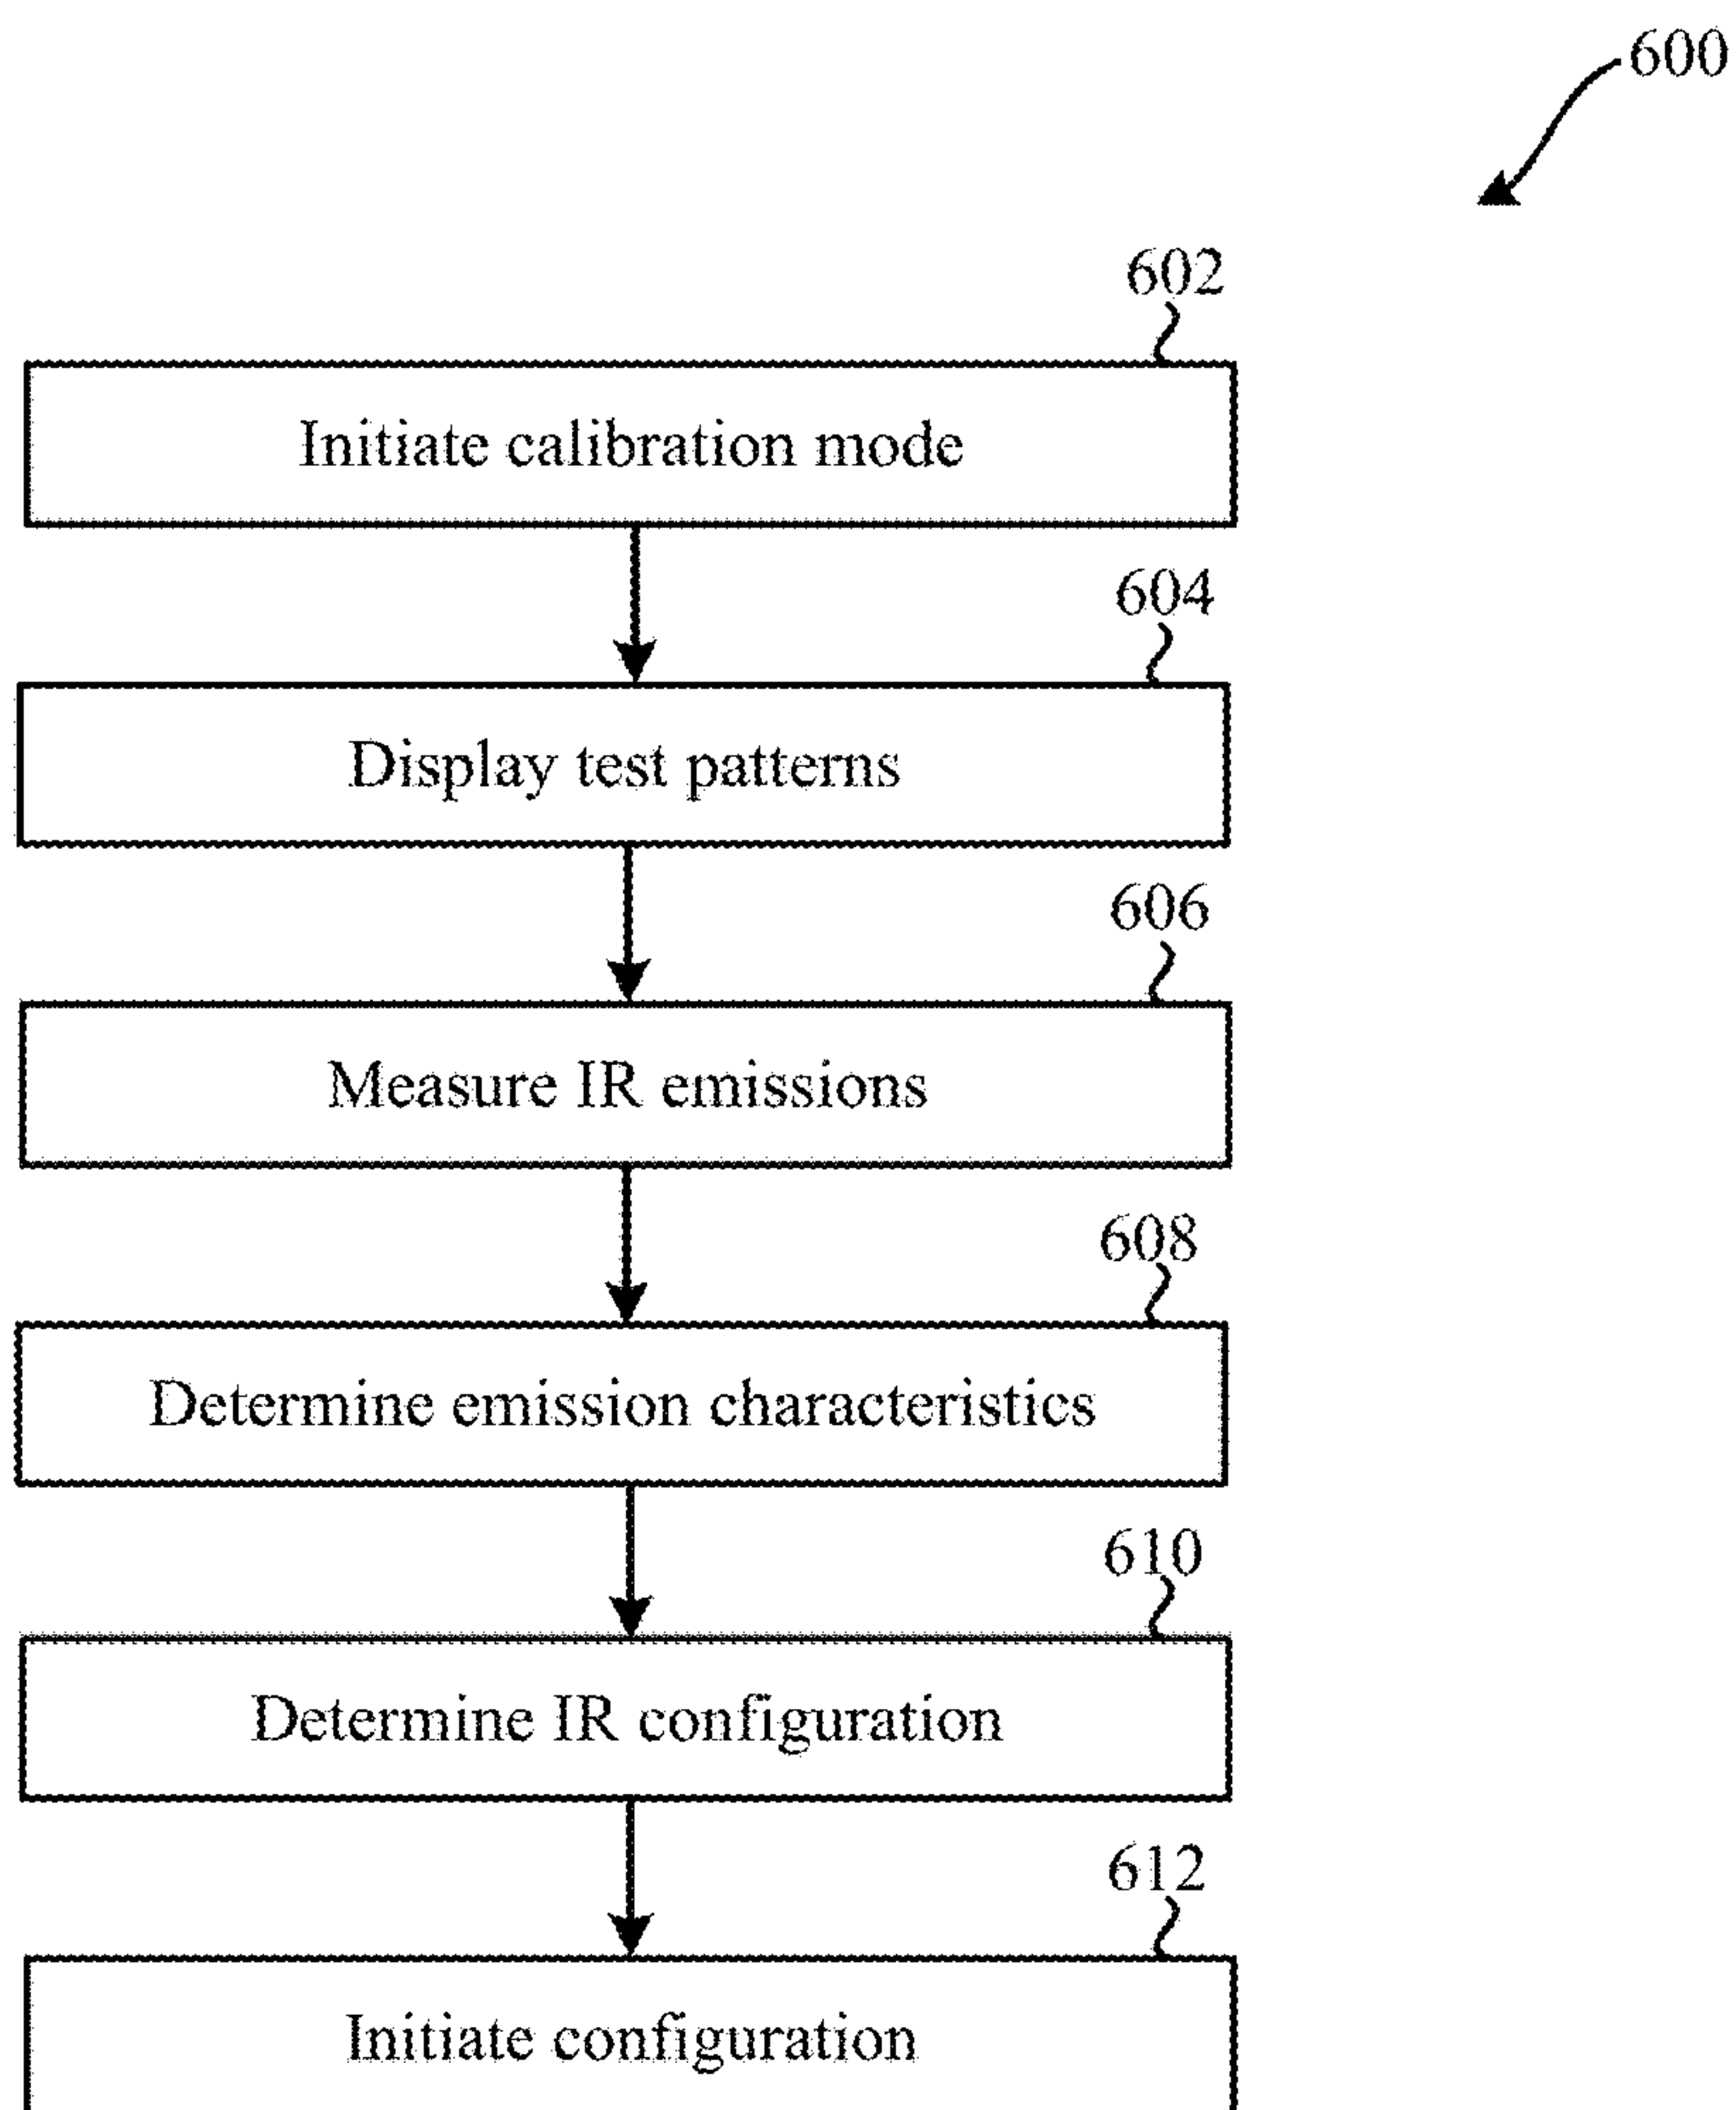 600
602
Initiate calibration mode
604
Display test patterns
606
Measure IR emissions
608
Determine emission characteristics
610
Determine IR configuration
612
Initiate configuration